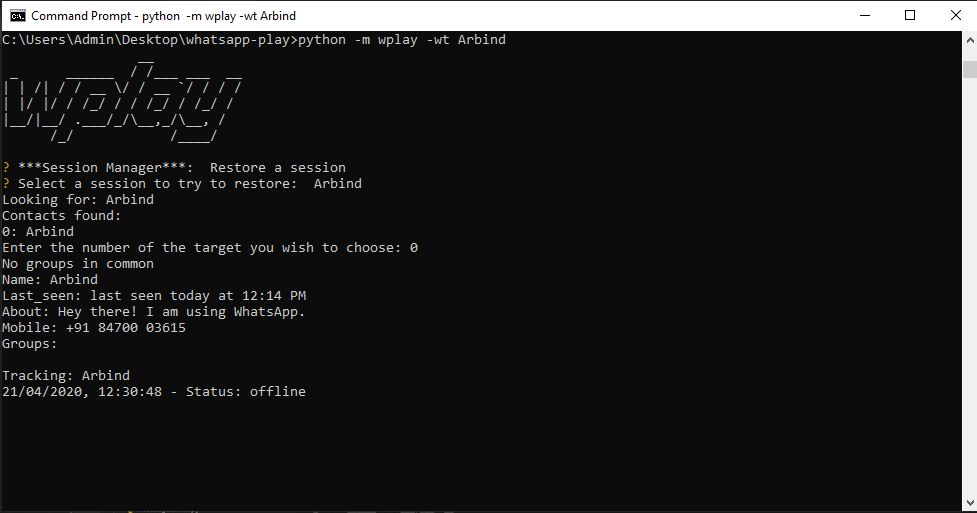 Command Prompt - python -m wplay -wt Arbind
C:\Users\Admin\Desktop\whatsapp-play>python -m wplay -wt Arbind
wplay
? ***Session Manager***:  Restore a session
? Select a session to try to restore:  Arbind
Looking for: Arbind
Contacts found:
0: Arbind
Enter the number of the target you wish to choose: 0
No groups in common
Name: Arbind
Last_seen: last seen today at 12:14 PM
About: Hey there! I am using WhatsApp.
Mobile: +91 84700 03615
Groups:
Tracking: Arbind
21/04/2020, 12:30:48 - Status: offline